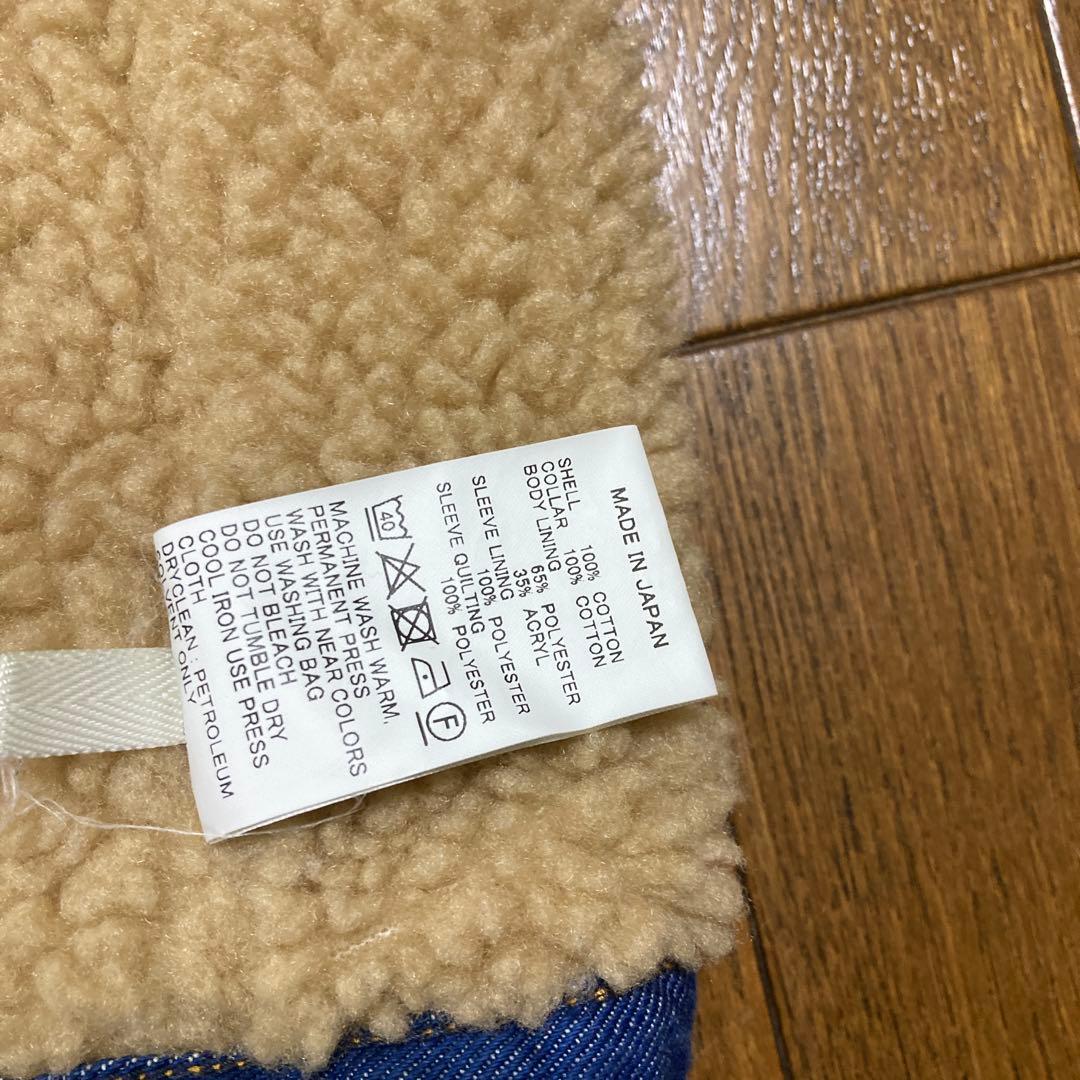 MADE IN JAPAN
SHELL 100% COTTON
COLLAR 100% COTTON
BODY LINING
65% POLYESTER
35% ACRYL
SLEEVE LINING
100% POLYESTER
SLEEVE QUILTING
100% POLYESTER
40
F
MACHINE WASH WARM.
PERMANENT PRESS
WASH WITH NEAR COLORS
USE WASHING BAG
DO NOT BLEACH
DO NOT TUMBLE DRY
COOL IRON USE PRESS
CLOTH
DRYCLEAN : PETROLEUM
SOLVENT ONLY